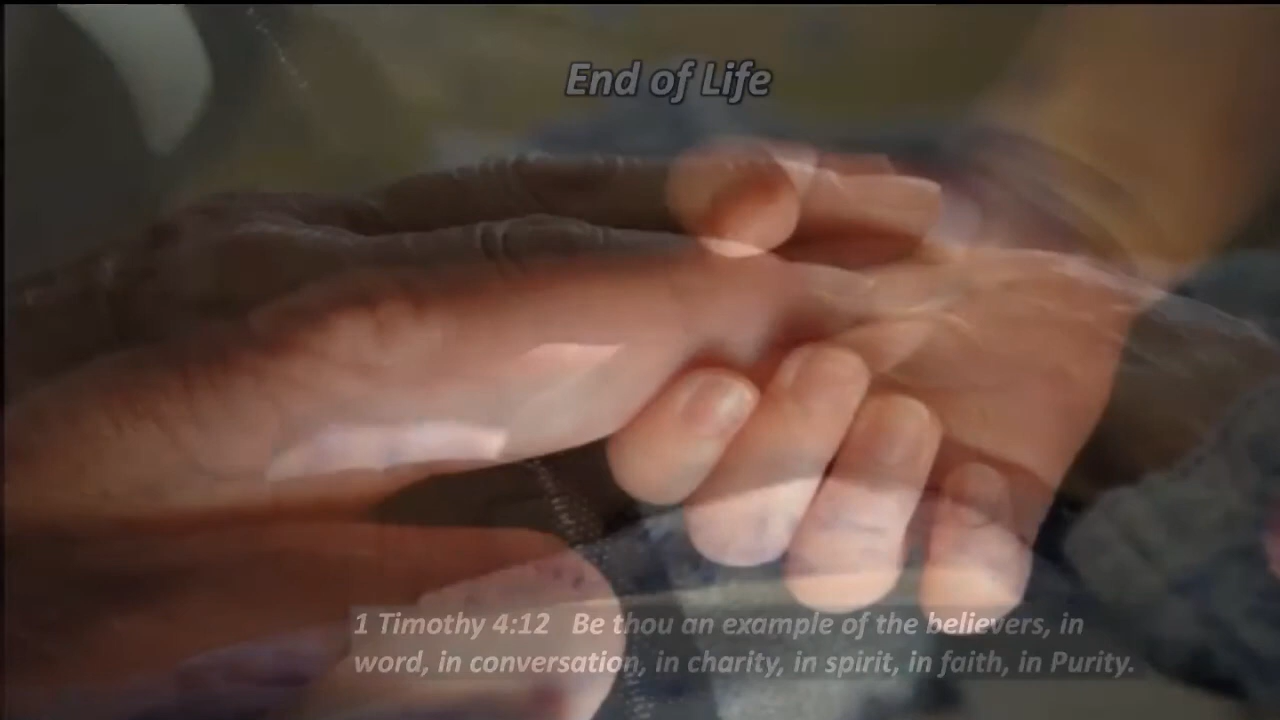 End of Life
1 Timothy 4:12 Be thou an example of the believers, in
word, in conversation, in charity, in spirit, in faith, in Purity.